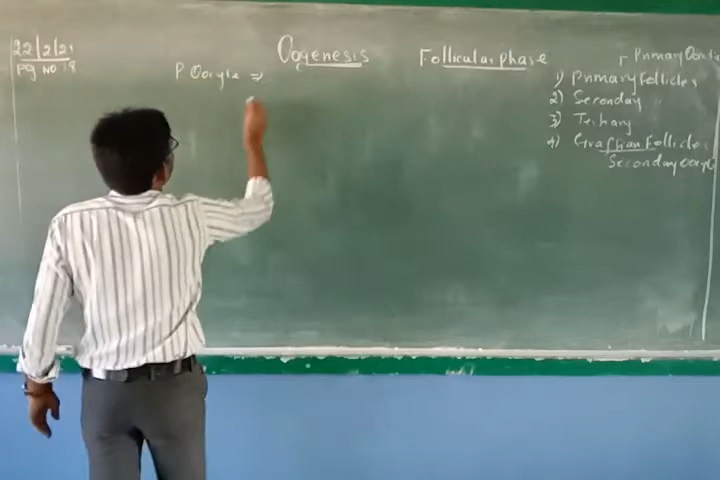 22/2/21
Pg No 18
Oogenesis
Follicular phase
P Oocyte ⇒
Primary Oocyte
1) Primary Follicles
2) Seconday
3) Tertiary
4) Graffian Follicles
Secondary oocyte